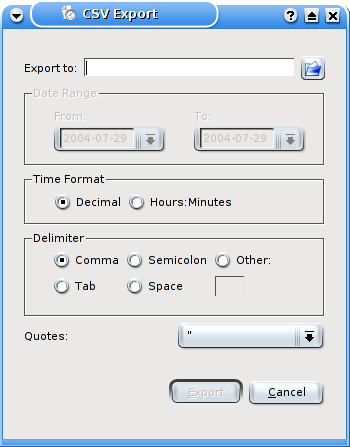 CSV Export
Export to:
Date Range
From: To:
2004-07-29 2004-07-29
Time Format
Decimal Hours:Minutes
Delimiter
Comma Semicolon Other:
Tab Space
Quotes: "
Export Cancel